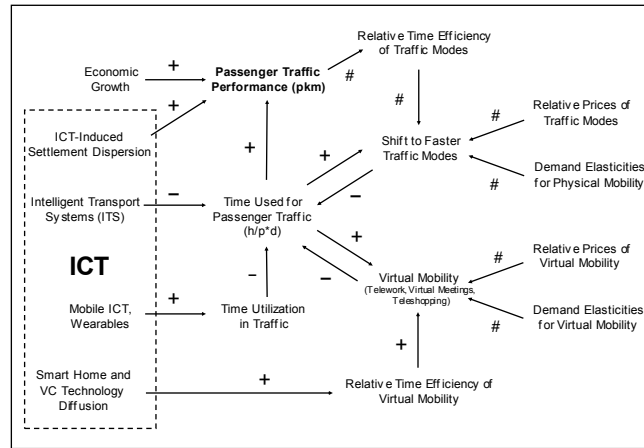 Economic
Growth
+
Passenger Traffic
Performance (pkm)
#
Relative Time Efficiency
of Traffic Modes
+
ICT-Induced
Settlement Dispersion
#
#
Relative Prices of
Traffic Modes
+
+
Shift to Faster
Traffic Modes
#
Demand Elasticities
for Physical Mobility
Intelligent Transport
Systems (ITS)
–
Time Used for
Passenger Traffic
(h/p*d)
–
+
ICT
–
–
Virtual Mobility
(Telework, Virtual Meetings,
Teleshopping)
#
Relative Prices of
Virtual Mobility
Mobile ICT,
Wearables
+
Time Utilization
in Traffic
#
Demand Elasticities
for Virtual Mobility
+
Smart Home and
VC Technology
Diffusion
+
Relative Time Efficiency of
Virtual Mobility